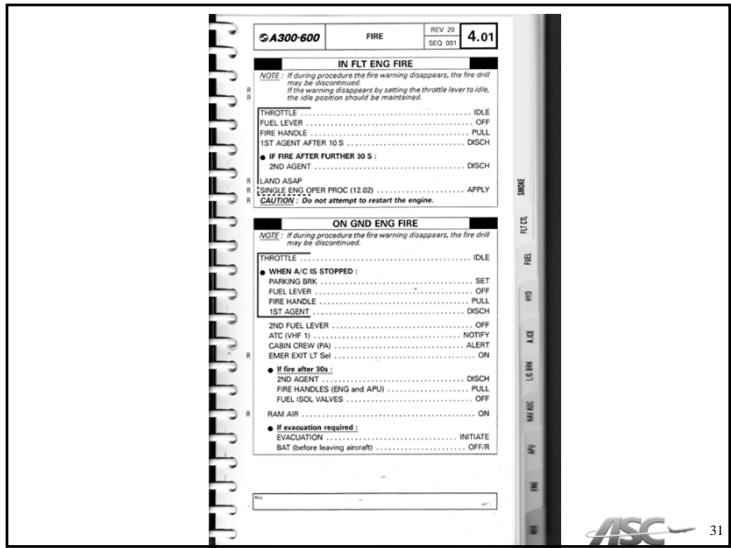 A300-600
FIRE
REV 29
SEQ 001
4.01
IN FLT ENG FIRE
NOTE : If during procedure the fire warning disappears, the fire drill
may be discontinued.
R If the warning disappears by setting the throttle lever to idle,
R the idle position should be maintained.
THROTTLE ........................................ IDLE
FUEL LEVER ........................................ OFF
FIRE HANDLE ........................................ PULL
1ST AGENT AFTER 10 S ........................................ DISCH
● IF FIRE AFTER FURTHER 30 S :
2ND AGENT ........................................ DISCH
R LAND ASAP
R SINGLE ENG OPER PROC (12.02) ........................ APPLY
R CAUTION : Do not attempt to restart the engine.
ON GND ENG FIRE
NOTE : If during procedure the fire warning disappears, the fire drill
may be discontinued.
THROTTLE ........................................ IDLE
● WHEN A/C IS STOPPED :
PARKING BRK ........................................ SET
FUEL LEVER ........................................ OFF
FIRE HANDLE ........................................ PULL
1ST AGENT ........................................ DISCH
2ND FUEL LEVER ........................................ OFF
ATC (VHF 1) ........................................ NOTIFY
CABIN CREW (PA) ........................................ ALERT
R EMER EXIT LT Sel ........................................ ON
● If fire after 30s :
2ND AGENT ........................................ DISCH
FIRE HANDLES (ENG and APU) ........................ PULL
FUEL ISOL VALVES ........................................ OFF
R RAM AIR ........................................ ON
● If evacuation required :
EVACUATION ........................................ INITIATE
BAT (before leaving aircraft) ........................ OFF/R
SMOKE
FLT CTL
FUEL
HYD
A.ICE
L/G BRK
NAV ADC
APU
ENG
ASC
31